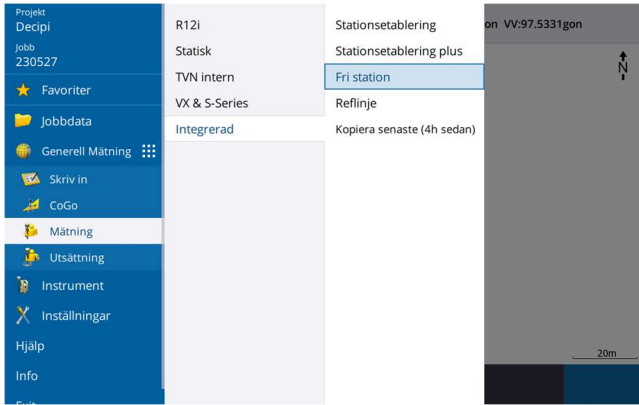 Projekt
Decipi
Jobb
230527
Favoriter
Jobbdata
Generell Mätning
Skriv in
CoGo
Mätning
Utsättning
Instrument
Inställningar
Hjälp
Info
R12i
Statisk
TVN intern
VX & S-Series
Integrerad
Stationsetablering
Stationsetablering plus
Fri station
Reflinje
Kopiera senaste (4h sedan)
on VV:97.5331gon
N
20m